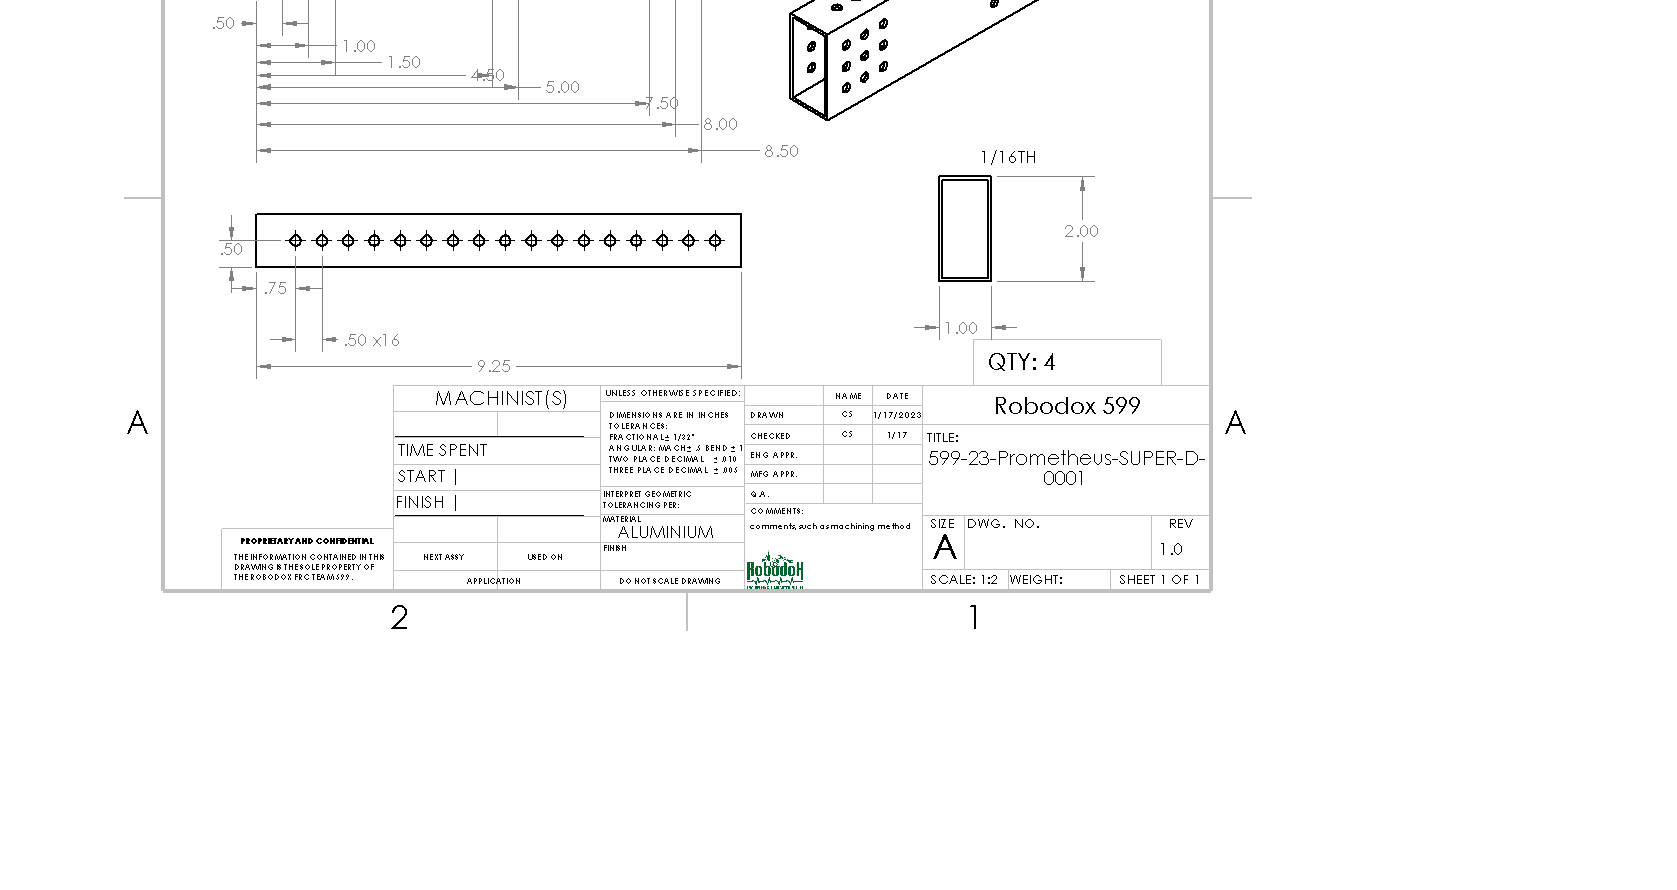 .50
1.00
1.50
4.50
5.00
7.50
8.00
8.50
1/16TH
.50
2.00
.75
1.00
.50 x16
9.25
QTY: 4
A
A
MACHINIST(S)
TIME SPENT
START |
FINISH |
NEXT ASSY
USED ON
APPLICATION
PROPRIETARY AND CONFIDENTIAL
THE INFORMATION CONTAINED IN THIS
DRAWING IS THE SOLE PROPERTY OF
THE ROBODOX FRC TEAM 599.
UNLESS OTHERWISE SPECIFIED:
DIMENSIONS ARE IN INCHES
TOLERANCES:
FRACTIONAL± 1/32"
ANGULAR: MACH± .5 BEND ± 1
TWO PLACE DECIMAL ± .010
THREE PLACE DECIMAL ± .005
INTERPRET GEOMETRIC
TOLERANCING PER:
MATERIAL
ALUMINIUM
FINISH
DO NOT SCALE DRAWING
NAME DATE
DRAWN CS 1/17/2023
CHECKED CS 1/17
ENG APPR.
MFG APPR.
Q.A.
COMMENTS:
comments, such as machining method
Robodox 599
TITLE:
599-23-Prometheus-SUPER-D-
0001
SIZE DWG. NO. REV
A 1.0
SCALE: 1:2 WEIGHT: SHEET 1 OF 1
2
1